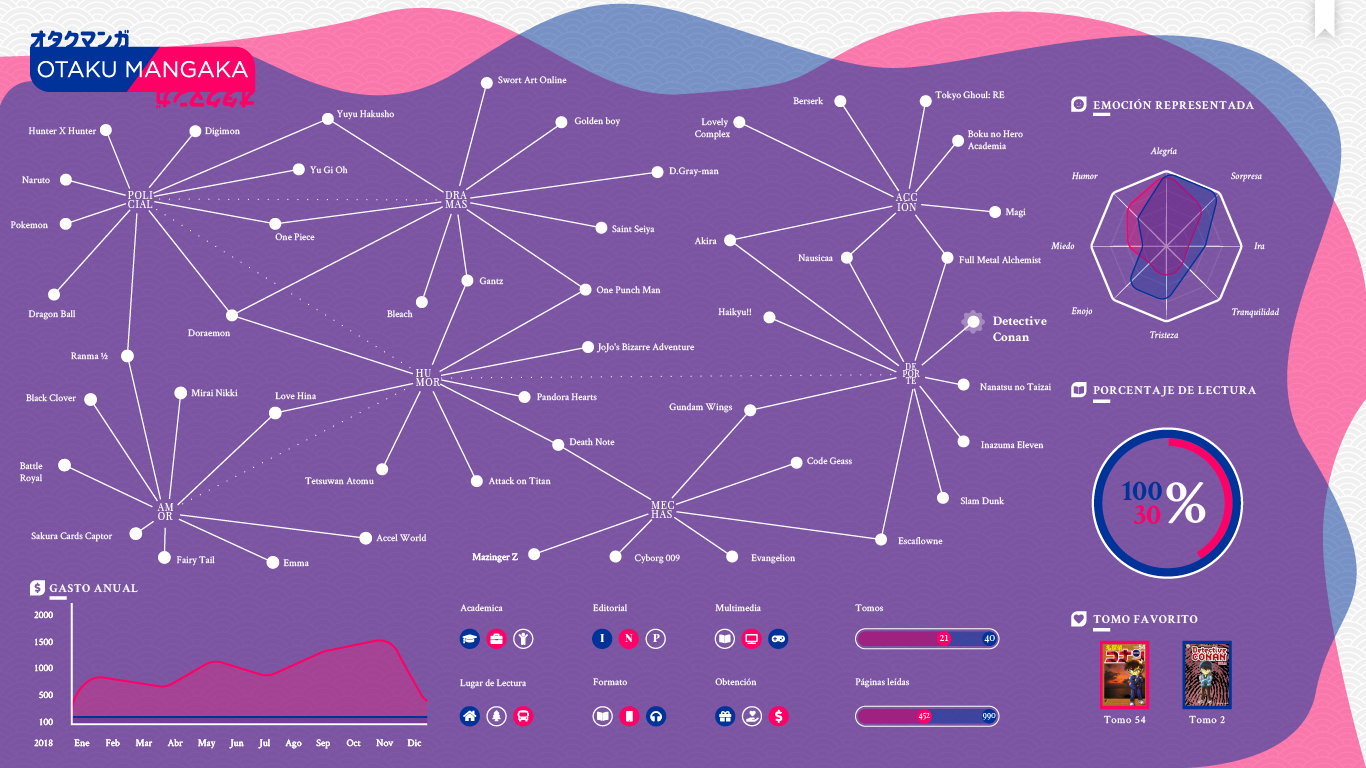 オタクマンガ
OTAKU MANGAKA
Swort Art Online
Hunter X Hunter
Digimon
Yuyu Hakusho
Golden boy
Yu Gi Oh
D.Gray-man
Naruto
POLI
CIAL
DRA
MAS
Pokemon
One Piece
Saint Seiya
Gantz
One Punch Man
Dragon Ball
Doraemon
Bleach
Ranma ½
JoJo's Bizarre Adventure
HU
MOR
Black Clover
Mirai Nikki
Love Hina
Pandora Hearts
Death Note
Battle
Royal
Tetsuwan Atomu
Attack on Titan
AM
OR
Sakura Cards Captor
Fairy Tail
Emma
Accel World
Berserk
Tokyo Ghoul: RE
Lovely
Complex
Boku no Hero
Academia
ACC
ION
Magi
Akira
Nausicaa
Full Metal Alchemist
Haikyu!!
Detective
Conan
DE
POR
TE
Nanatsu no Taizai
Gundam Wings
Inazuma Eleven
Code Geass
Slam Dunk
MEC
HAS
Escaflowne
Mazinger Z
Cyborg 009
Evangelion
EMOCIÓN REPRESENTADA
Alegría
Humor
Sorpresa
Miedo
Ira
Enojo
Tranquilidad
Tristeza
PORCENTAJE DE LECTURA
100
30
%
TOMO FAVORITO
コナン
Detective
CONAN
Tomo 54
Tomo 2
$
GASTO ANUAL
2000
1500
1000
500
100
2018 Ene Feb Mar Abr May Jun Jul Ago Sep Oct Nov Dic
Academica
Editorial
I N P
Multimedia
Tomos
21 40
Lugar de Lectura
Formato
Obtención
$
Páginas leídas
452 990